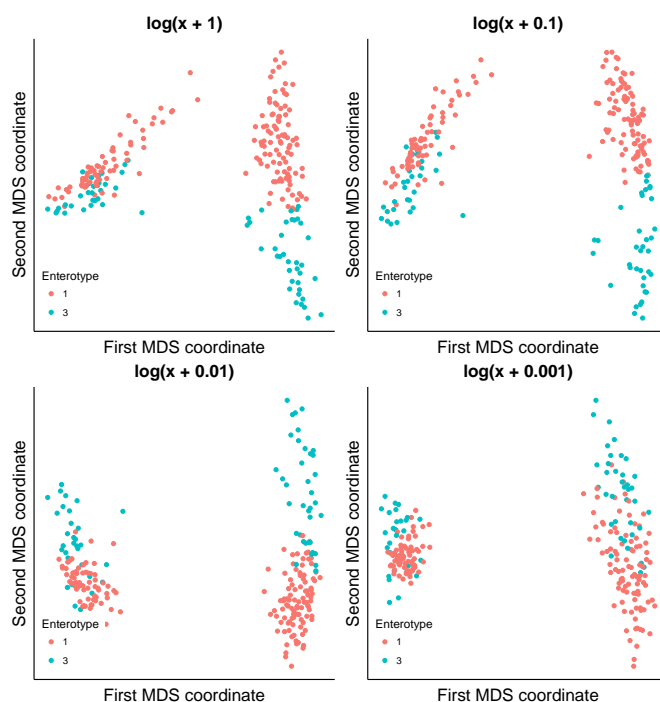 log(x + 1)
Second MDS coordinate
Enterotype
1
3
First MDS coordinate
log(x + 0.1)
Second MDS coordinate
Enterotype
1
3
First MDS coordinate
log(x + 0.01)
Second MDS coordinate
Enterotype
1
3
First MDS coordinate
log(x + 0.001)
Second MDS coordinate
Enterotype
1
3
First MDS coordinate